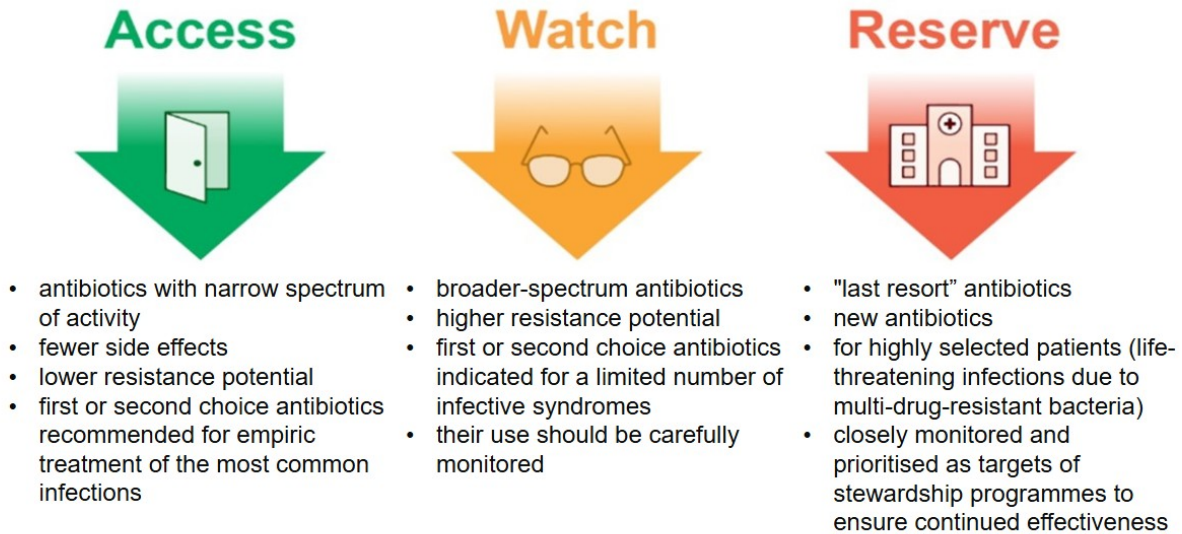 Access
• antibiotics with narrow spectrum
of activity
• fewer side effects
• lower resistance potential
• first or second choice antibiotics
recommended for empiric
treatment of the most common
infections
Watch
• broader-spectrum antibiotics
• higher resistance potential
• first or second choice antibiotics
indicated for a limited number of
infective syndromes
• their use should be carefully
monitored
Reserve
• "last resort” antibiotics
• new antibiotics
• for highly selected patients (life-
threatening infections due to
multi-drug-resistant bacteria)
• closely monitored and
prioritised as targets of
stewardship programmes to
ensure continued effectiveness